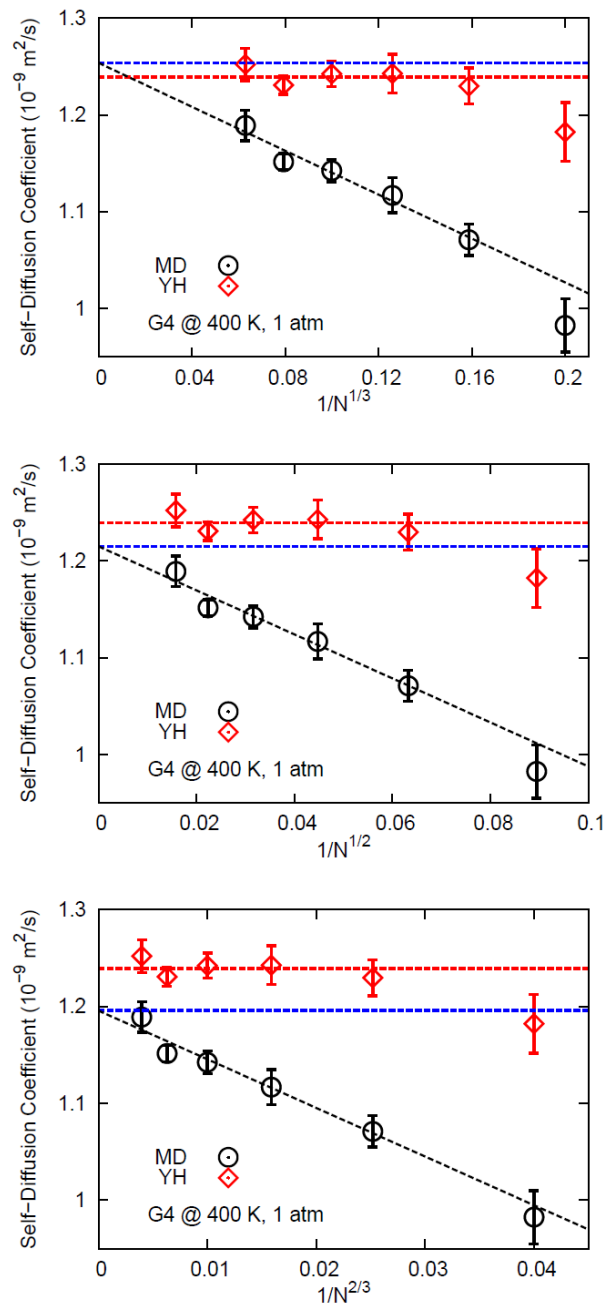 1.3
1.2
1.1
1
Self−Diffusion Coefficient (10⁻⁹ m²/s)
MD
YH
G4 @ 400 K, 1 atm
0 0.04 0.08 0.12 0.16 0.2
1/N^1/3
1.3
1.2
1.1
1
Self−Diffusion Coefficient (10⁻⁹ m²/s)
MD
YH
G4 @ 400 K, 1 atm
0 0.02 0.04 0.06 0.08 0.1
1/N^1/2
1.3
1.2
1.1
1
Self−Diffusion Coefficient (10⁻⁹ m²/s)
MD
YH
G4 @ 400 K, 1 atm
0 0.01 0.02 0.03 0.04
1/N^2/3